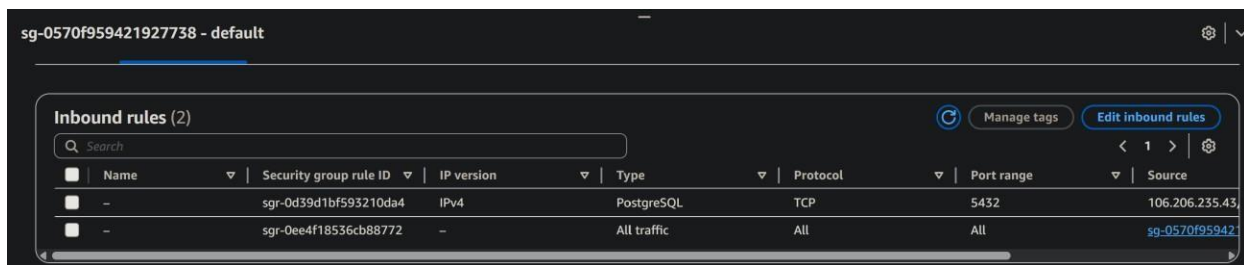 sg-0570f959421927738 - default
Inbound rules (2)
Manage tags
Edit inbound rules
Search
1
Name Security group rule ID IP version Type Protocol Port range Source
– sgr-0d39d1bf593210da4 IPv4 PostgreSQL TCP 5432 106.206.235.43/
– sgr-0ee4f18536cb88772 – All traffic All All sg-0570f959421